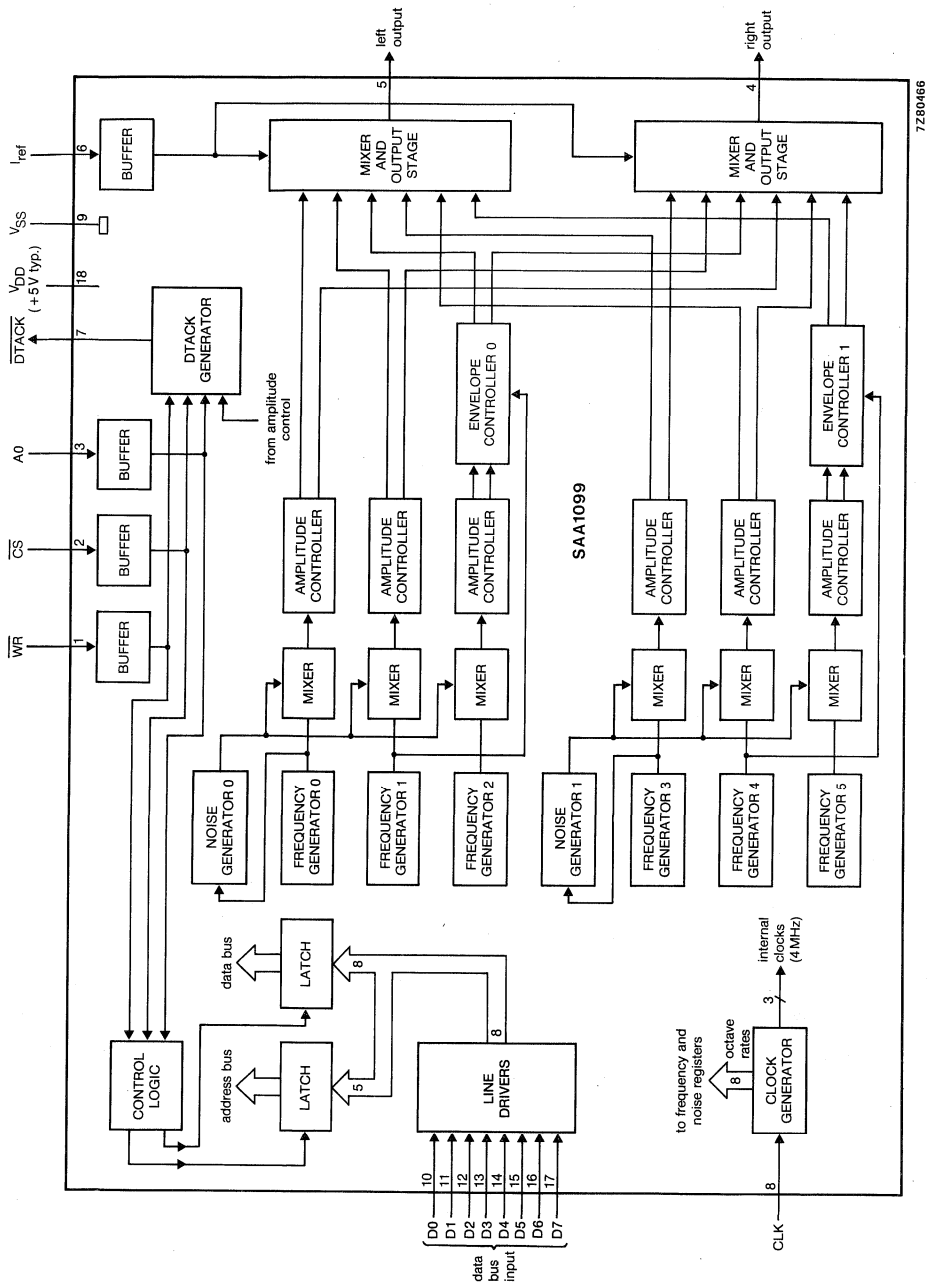 WR
CS
A0
DTACK
VDD
(+5 V typ.)
VSS
Iref
1
2
3
7
18
9
6
BUFFER
BUFFER
BUFFER
DTACK
GENERATOR
BUFFER
from amplitude
control
CONTROL
LOGIC
address bus
data bus
LATCH
LATCH
5
8
8
LINE
DRIVERS
D0
D1
D2
D3
D4
D5
D6
D7
10
11
12
13
14
15
16
17
data
bus
input
NOISE
GENERATOR 0
FREQUENCY
GENERATOR 0
FREQUENCY
GENERATOR 1
FREQUENCY
GENERATOR 2
MIXER
MIXER
MIXER
AMPLITUDE
CONTROLLER
AMPLITUDE
CONTROLLER
AMPLITUDE
CONTROLLER
ENVELOPE
CONTROLLER 0
MIXER
AND
OUTPUT
STAGE
5
left
output
SAA1099
NOISE
GENERATOR 1
FREQUENCY
GENERATOR 3
FREQUENCY
GENERATOR 4
FREQUENCY
GENERATOR 5
MIXER
MIXER
MIXER
AMPLITUDE
CONTROLLER
AMPLITUDE
CONTROLLER
AMPLITUDE
CONTROLLER
ENVELOPE
CONTROLLER 1
MIXER
AND
OUTPUT
STAGE
4
right
output
to frequency and
noise registers
8
octave
rates
CLK
8
CLOCK
GENERATOR
3
internal
clocks
(4 MHz)
7Z80466